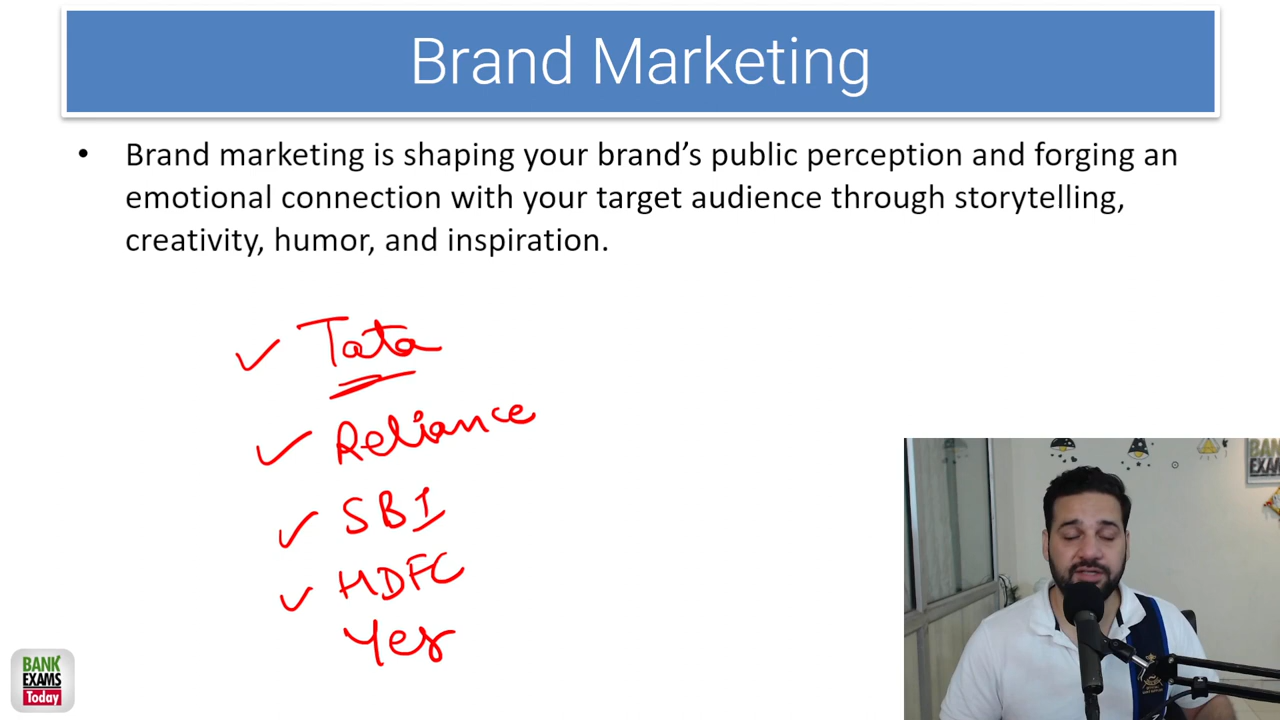 Brand Marketing
• Brand marketing is shaping your brand’s public perception and forging an
emotional connection with your target audience through storytelling,
creativity, humor, and inspiration.
✓ Tata
✓ Reliance
✓ SBI
✓ HDFC
Yes
BANK
EXAMS
Today